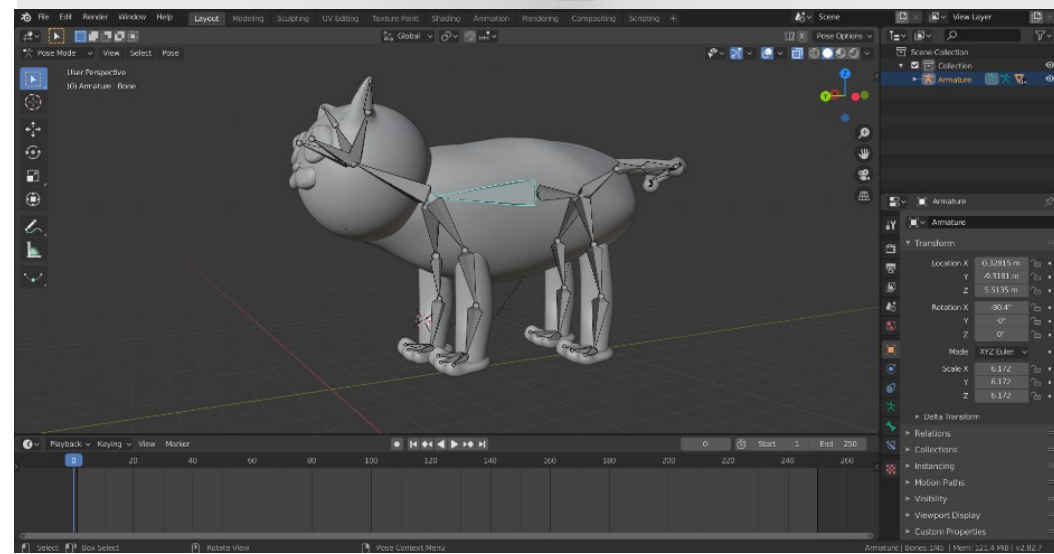 File Edit Render Window Help Layout Modeling Sculpting UV Editing Texture Paint Shading Animation Rendering Compositing Scripting + Scene View Layer
Global Pose Options
Pose Mode View Select Pose
User Perspective
(0) Armature : Bone
Z
Y
Scene Collection
Collection
Armature
Armature
Armature
Transform
Location X 0.32815 m
Y -9.3181 m
Z 5.5135 m
Rotation X -90.4°
Y -0°
Z 0°
Mode XYZ Euler
Scale X 6.172
Y 6.172
Z 6.172
Delta Transform
Relations
Collections
Instancing
Motion Paths
Visibility
Viewport Display
Custom Properties
Playback Keying View Marker 0 Start 1 End 250
0 20 40 60 80 100 120 140 160 180 200 220 240 260
Select Box Select Rotate View Pose Context Menu Armature | Bones:1/45 | Mem: 121.4 MiB | v2.82.7